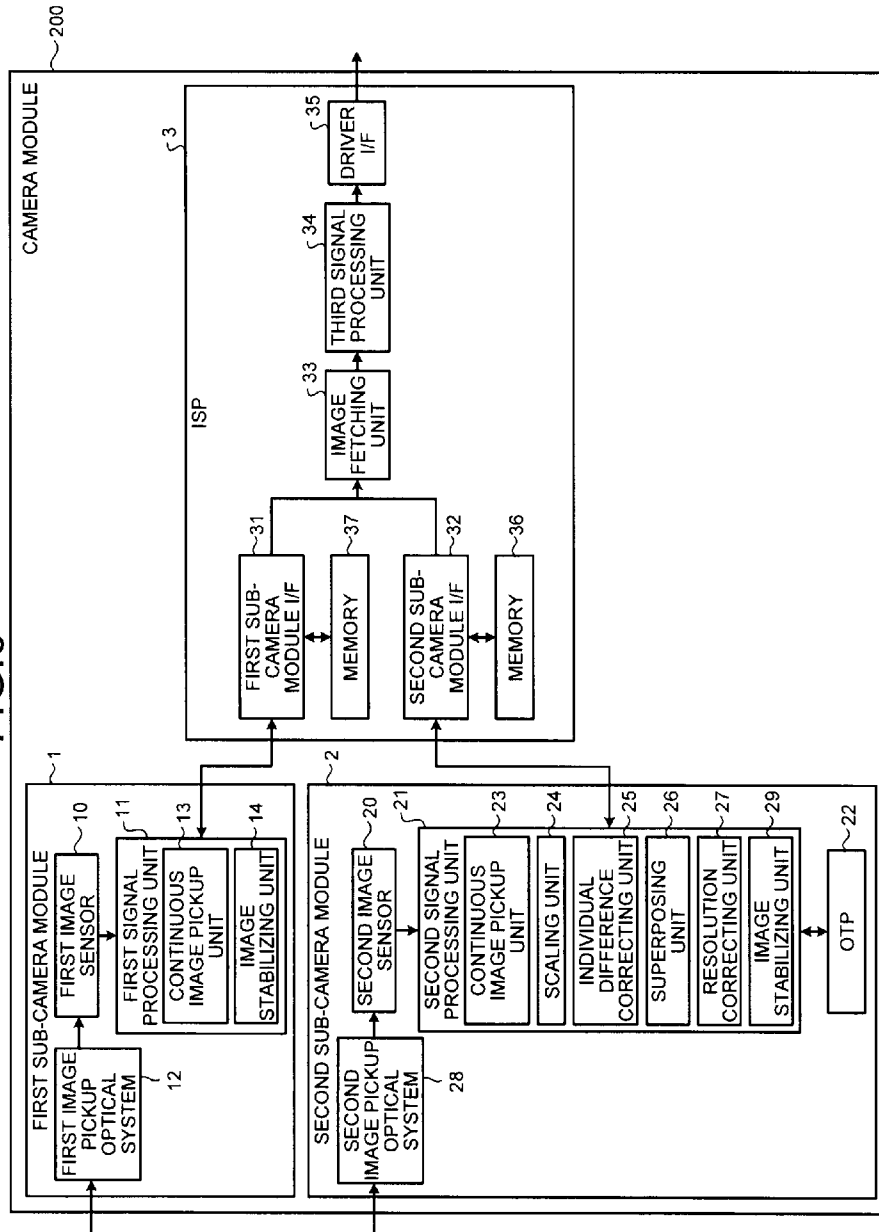 CAMERA MODULE
200
FIRST SUB-CAMERA MODULE
1
FIRST IMAGE
PICKUP
OPTICAL
SYSTEM
12
FIRST IMAGE
SENSOR
10
FIRST SIGNAL
PROCESSING UNIT
11
CONTINUOUS
IMAGE PICKUP
UNIT
13
IMAGE
STABILIZING UNIT
14
SECOND SUB-CAMERA MODULE
2
SECOND
IMAGE PICKUP
OPTICAL
SYSTEM
28
SECOND IMAGE
SENSOR
20
SECOND SIGNAL
PROCESSING UNIT
21
CONTINUOUS
IMAGE PICKUP
UNIT
23
SCALING UNIT
24
INDIVIDUAL
DIFFERENCE
CORRECTING UNIT
25
SUPERPOSING
UNIT
26
RESOLUTION
CORRECTING UNIT
27
IMAGE
STABILIZING UNIT
29
OTP
22
ISP
3
FIRST SUB-
CAMERA
MODULE I/F
31
MEMORY
37
SECOND SUB-
CAMERA
MODULE I/F
32
MEMORY
36
IMAGE
FETCHING
UNIT
33
THIRD SIGNAL
PROCESSING
UNIT
34
DRIVER
I/F
35